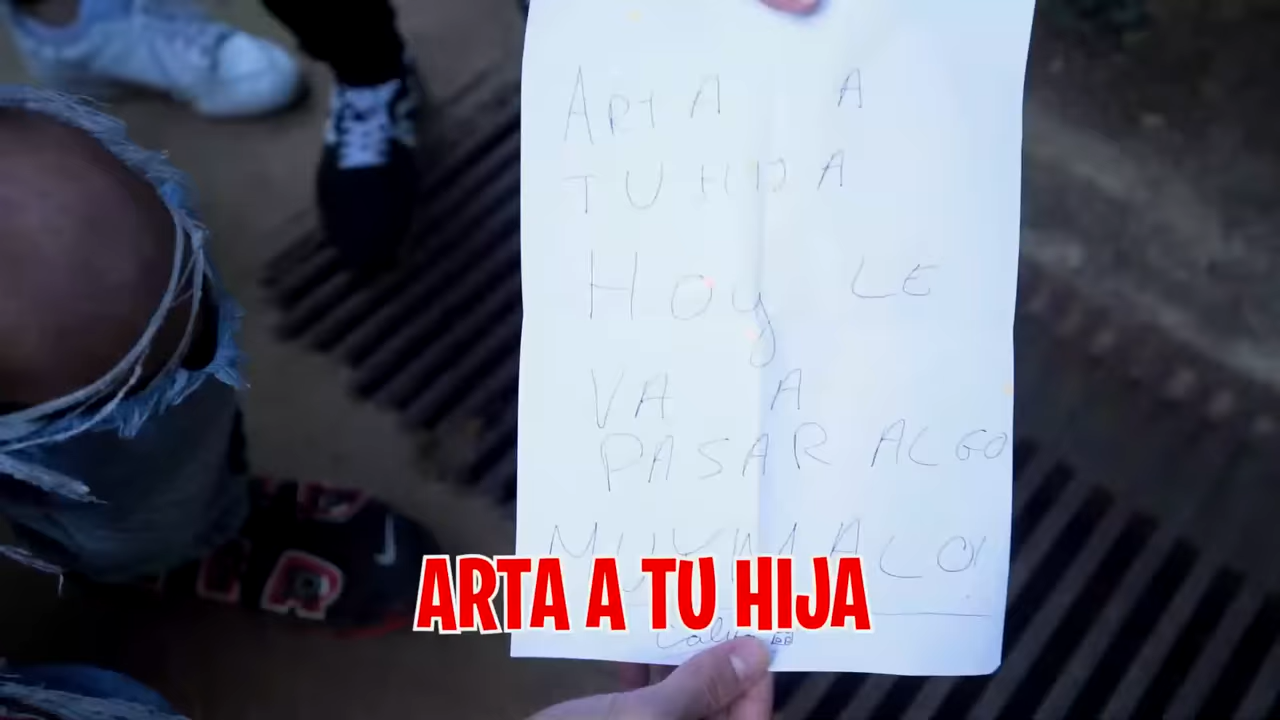 ARTA A
TU HIJA
HOy LE
VA A
PASAR ALGO
MUY MALO!
ARTA A TU HIJA